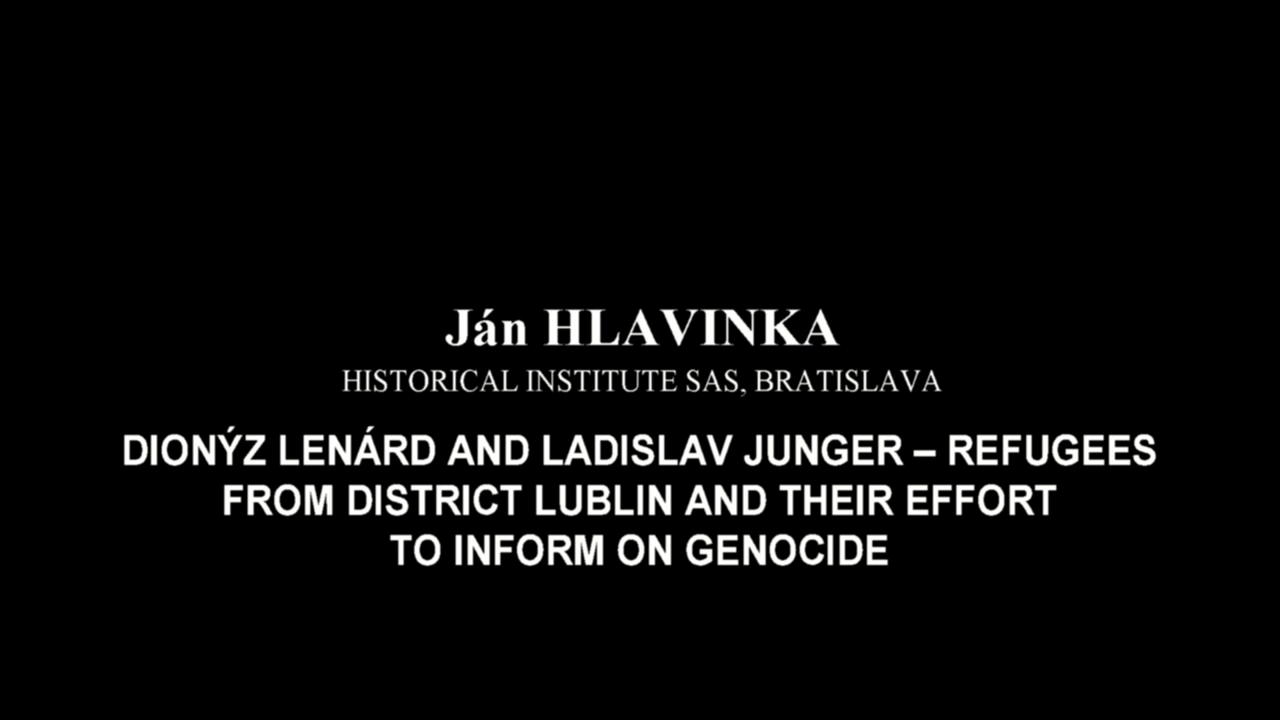 Ján HLAVINKA
HISTORICAL INSTITUTE SAS, BRATISLAVA
DIONÝZ LENÁRD AND LADISLAV JUNGER – REFUGEES
FROM DISTRICT LUBLIN AND THEIR EFFORT
TO INFORM ON GENOCIDE